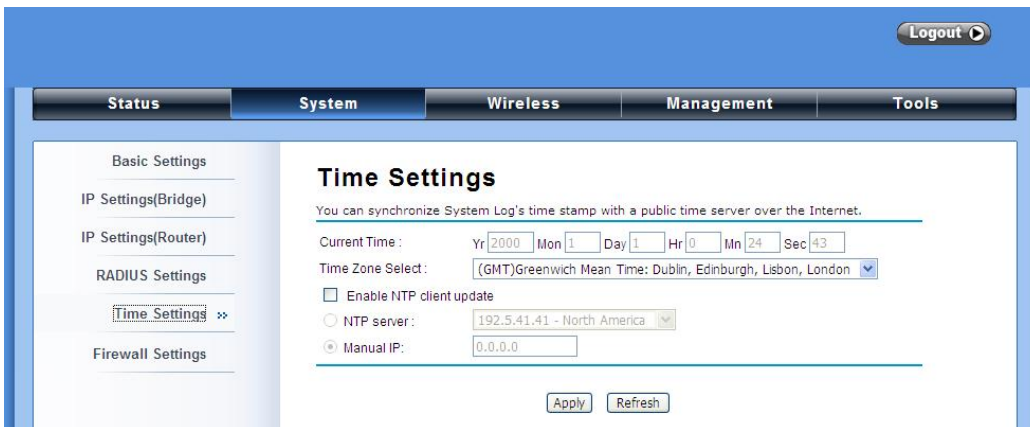 Logout
Status System Wireless Management Tools
Basic Settings
IP Settings(Bridge)
IP Settings(Router)
RADIUS Settings
Time Settings »
Firewall Settings
Time Settings
You can synchronize System Log's time stamp with a public time server over the Internet.
Current Time : Yr 2000 Mon 1 Day 1 Hr 0 Mn 24 Sec 43
Time Zone Select : (GMT)Greenwich Mean Time: Dublin, Edinburgh, Lisbon, London
Enable NTP client update
NTP server : 192.5.41.41 - North America
Manual IP: 0.0.0.0
Apply Refresh